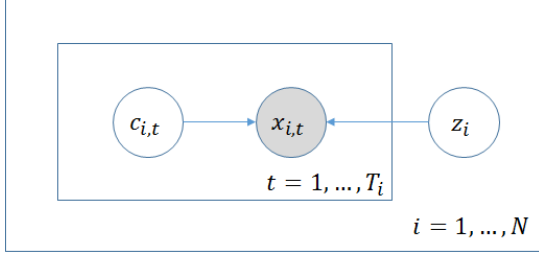 c_{i,t} x_{i,t} z_i
t = 1, ..., T_i
i = 1, ..., N